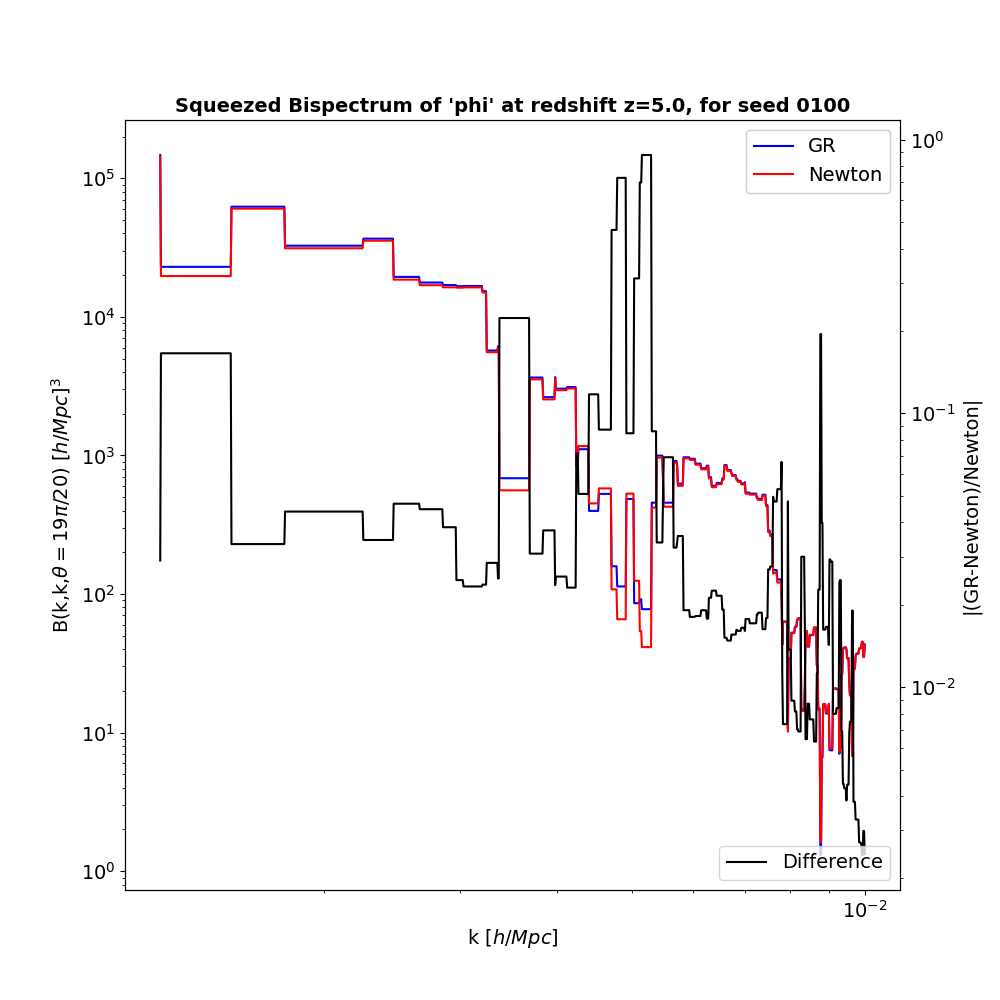 Squeezed Bispectrum of 'phi' at redshift z=5.0, for seed 0100
GR
Newton
10^5
10^4
10^3
10^2
10^1
10^0
B(k,k,θ = 19π/20) [h/Mpc]^3
10^0
10^-1
10^-2
|(GR-Newton)/Newton|
Difference
10^-2
k [h/Mpc]